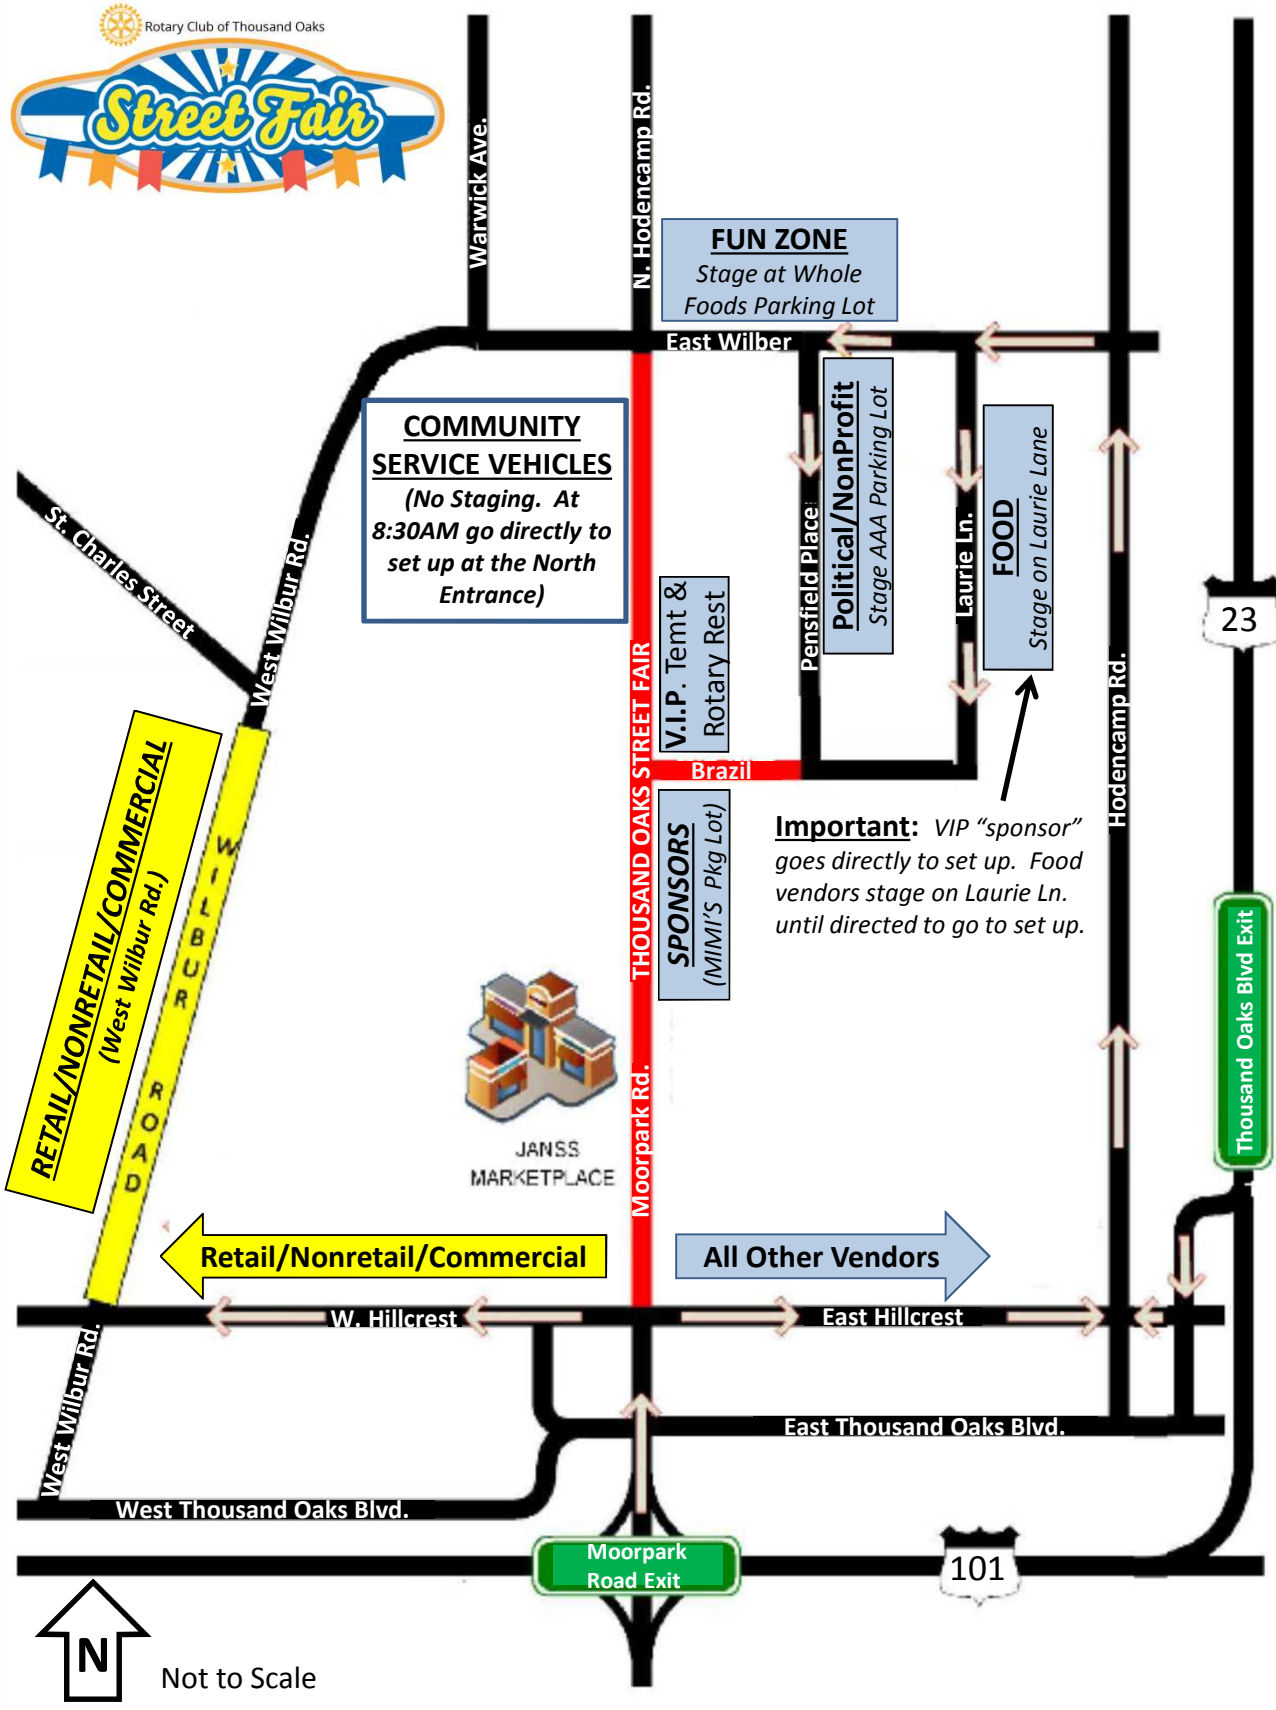 Rotary Club of Thousand Oaks
Street Fair
Warwick Ave.
N. Hodencamp Rd.
FUN ZONE
Stage at Whole
Foods Parking Lot
East Wilber
COMMUNITY
SERVICE VEHICLES
(No Staging. At
8:30AM go directly to
set up at the North
Entrance)
Political/NonProfit
Stage AAA Parking Lot
Pensfield Place
Laurie Ln.
FOOD
Stage on Laurie Lane
St. Charles Street
West Wilbur Rd.
V.I.P. Temt &
Rotary Rest
23
THOUSAND OAKS STREET FAIR
Brazil
Hodencamp Rd.
RETAIL/NONRETAIL/COMMERCIAL
(West Wilbur Rd.)
WILBUR ROAD
SPONSORS
(MIMI'S Pkg Lot)
Important: VIP “sponsor”
goes directly to set up. Food
vendors stage on Laurie Ln.
until directed to go to set up.
Thousand Oaks Blvd Exit
JANSS
MARKETPLACE
Moorpark Rd.
Retail/Nonretail/Commercial
All Other Vendors
W. Hillcrest
East Hillcrest
West Wilbur Rd.
East Thousand Oaks Blvd.
West Thousand Oaks Blvd.
Moorpark
Road Exit
101
N
Not to Scale